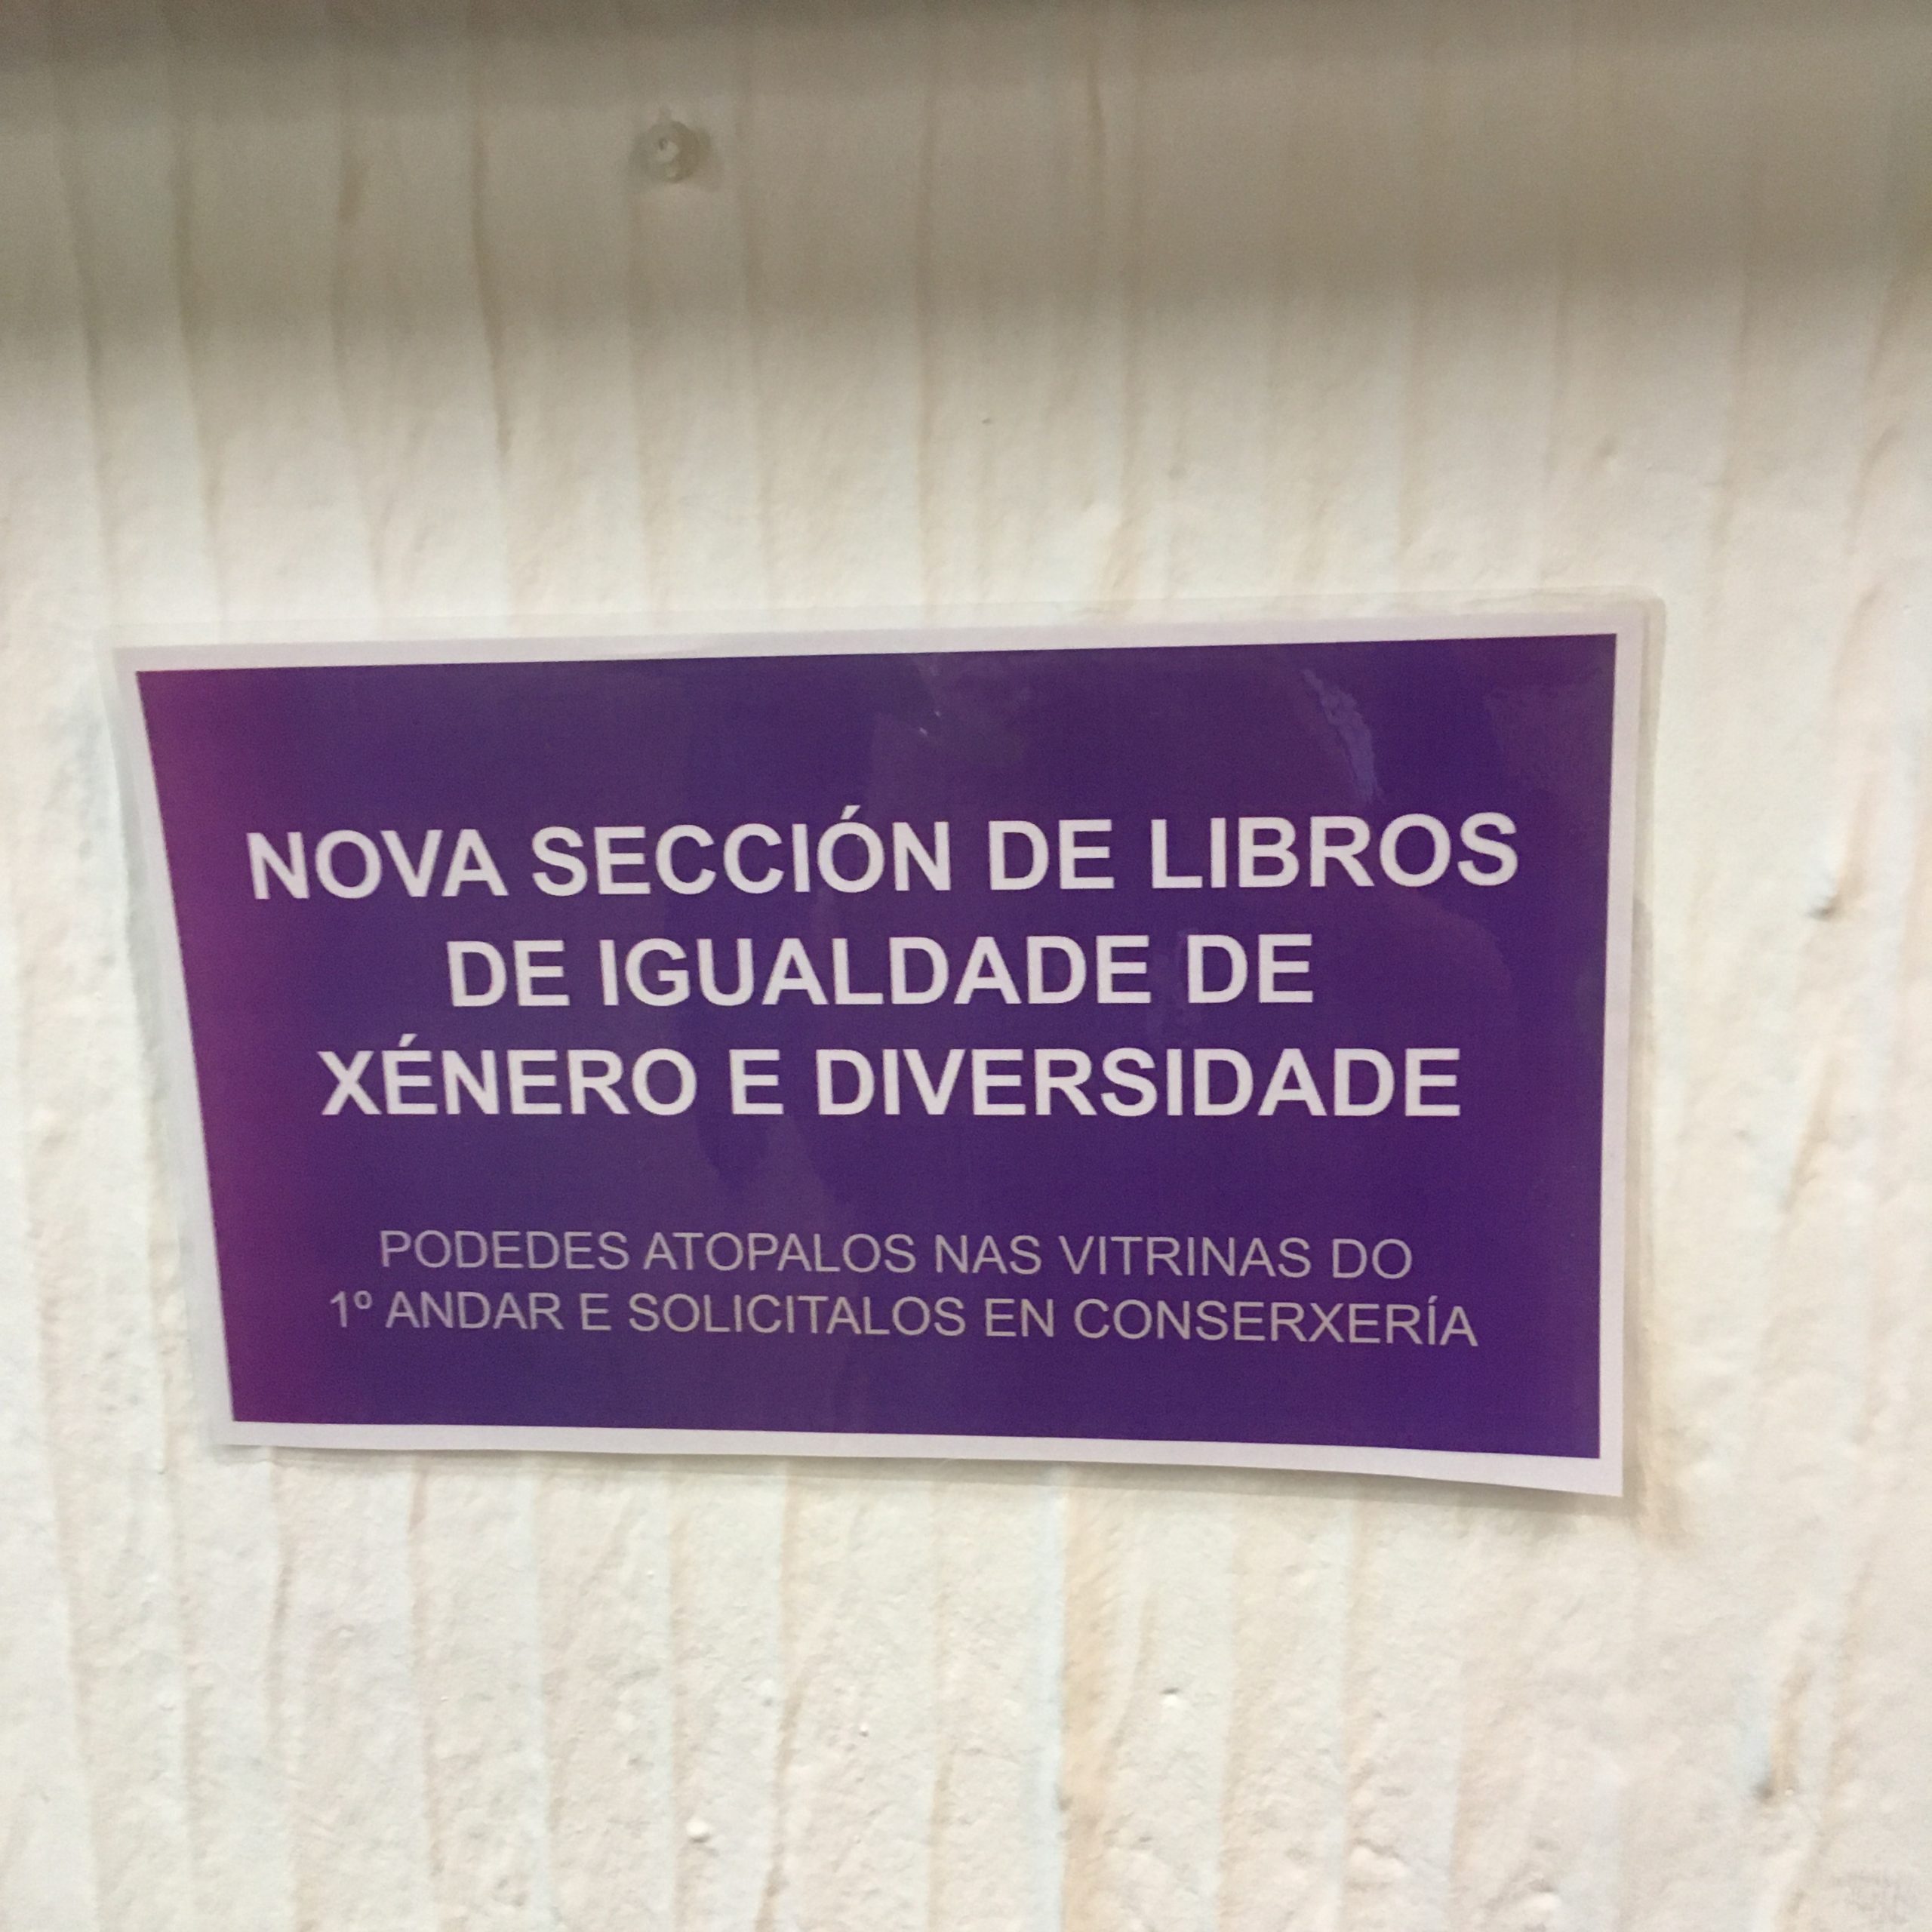 NOVA SECCIÓN DE LIBROS
DE IGUALDADE DE
XÉNERO E DIVERSIDADE
PODEDES ATOPALOS NAS VITRINAS DO
1º ANDAR E SOLICITALOS EN CONSERXERÍA